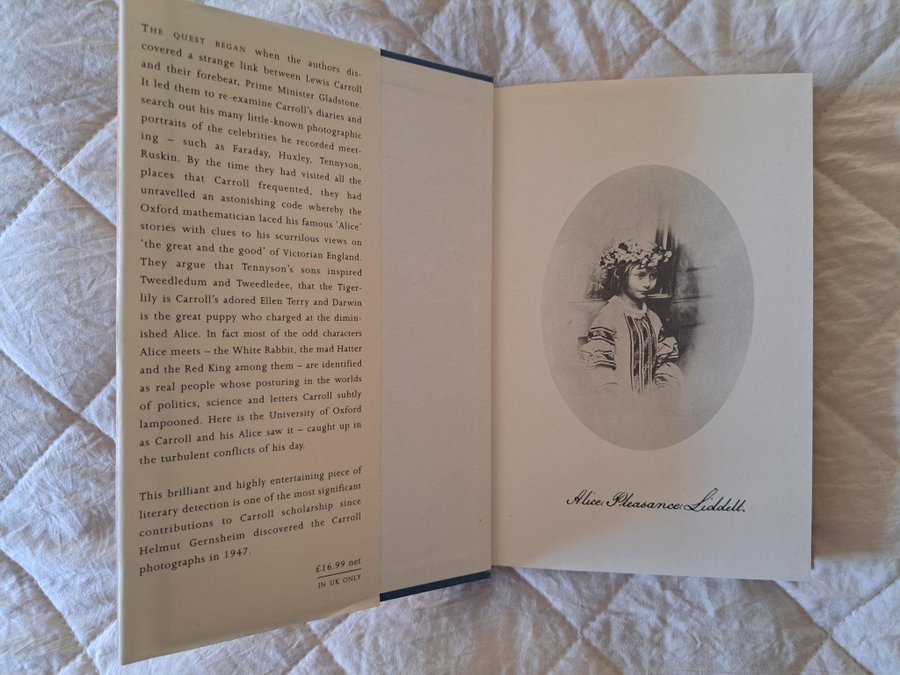 THE QUEST BEGAN when the authors dis-
covered a strange link between Lewis Carroll
and their forebear, Prime Minister Gladstone.
It led them to re-examine Carroll's diaries and
search out his many little-known photographic
portraits of the celebrities he recorded meet-
ing – such as Faraday, Huxley, Tennyson,
Ruskin. By the time they had visited all the
places that Carroll frequented, they had
unravelled an astonishing code whereby the
Oxford mathematician laced his famous 'Alice'
stories with clues to his scurrilous views on
'the great and the good' of Victorian England.
They argue that Tennyson's sons inspired
Tweedledum and Tweedledee, that the Tiger-
lily is Carroll's adored Ellen Terry and Darwin
is the great puppy who charged at the dimin-
ished Alice. In fact most of the odd characters
Alice meets – the White Rabbit, the mad Hatter
and the Red King among them – are identified
as real people whose posturing in the worlds
of politics, science and letters Carroll subtly
lampooned. Here is the University of Oxford
as Carroll and his Alice saw it – caught up in
the turbulent conflicts of his day.
This brilliant and highly entertaining piece of
literary detection is one of the most significant
contributions to Carroll scholarship since
Helmut Gernsheim discovered the Carroll
photographs in 1947.
£16.99 net
IN UK ONLY
Alice Pleasance Liddell.